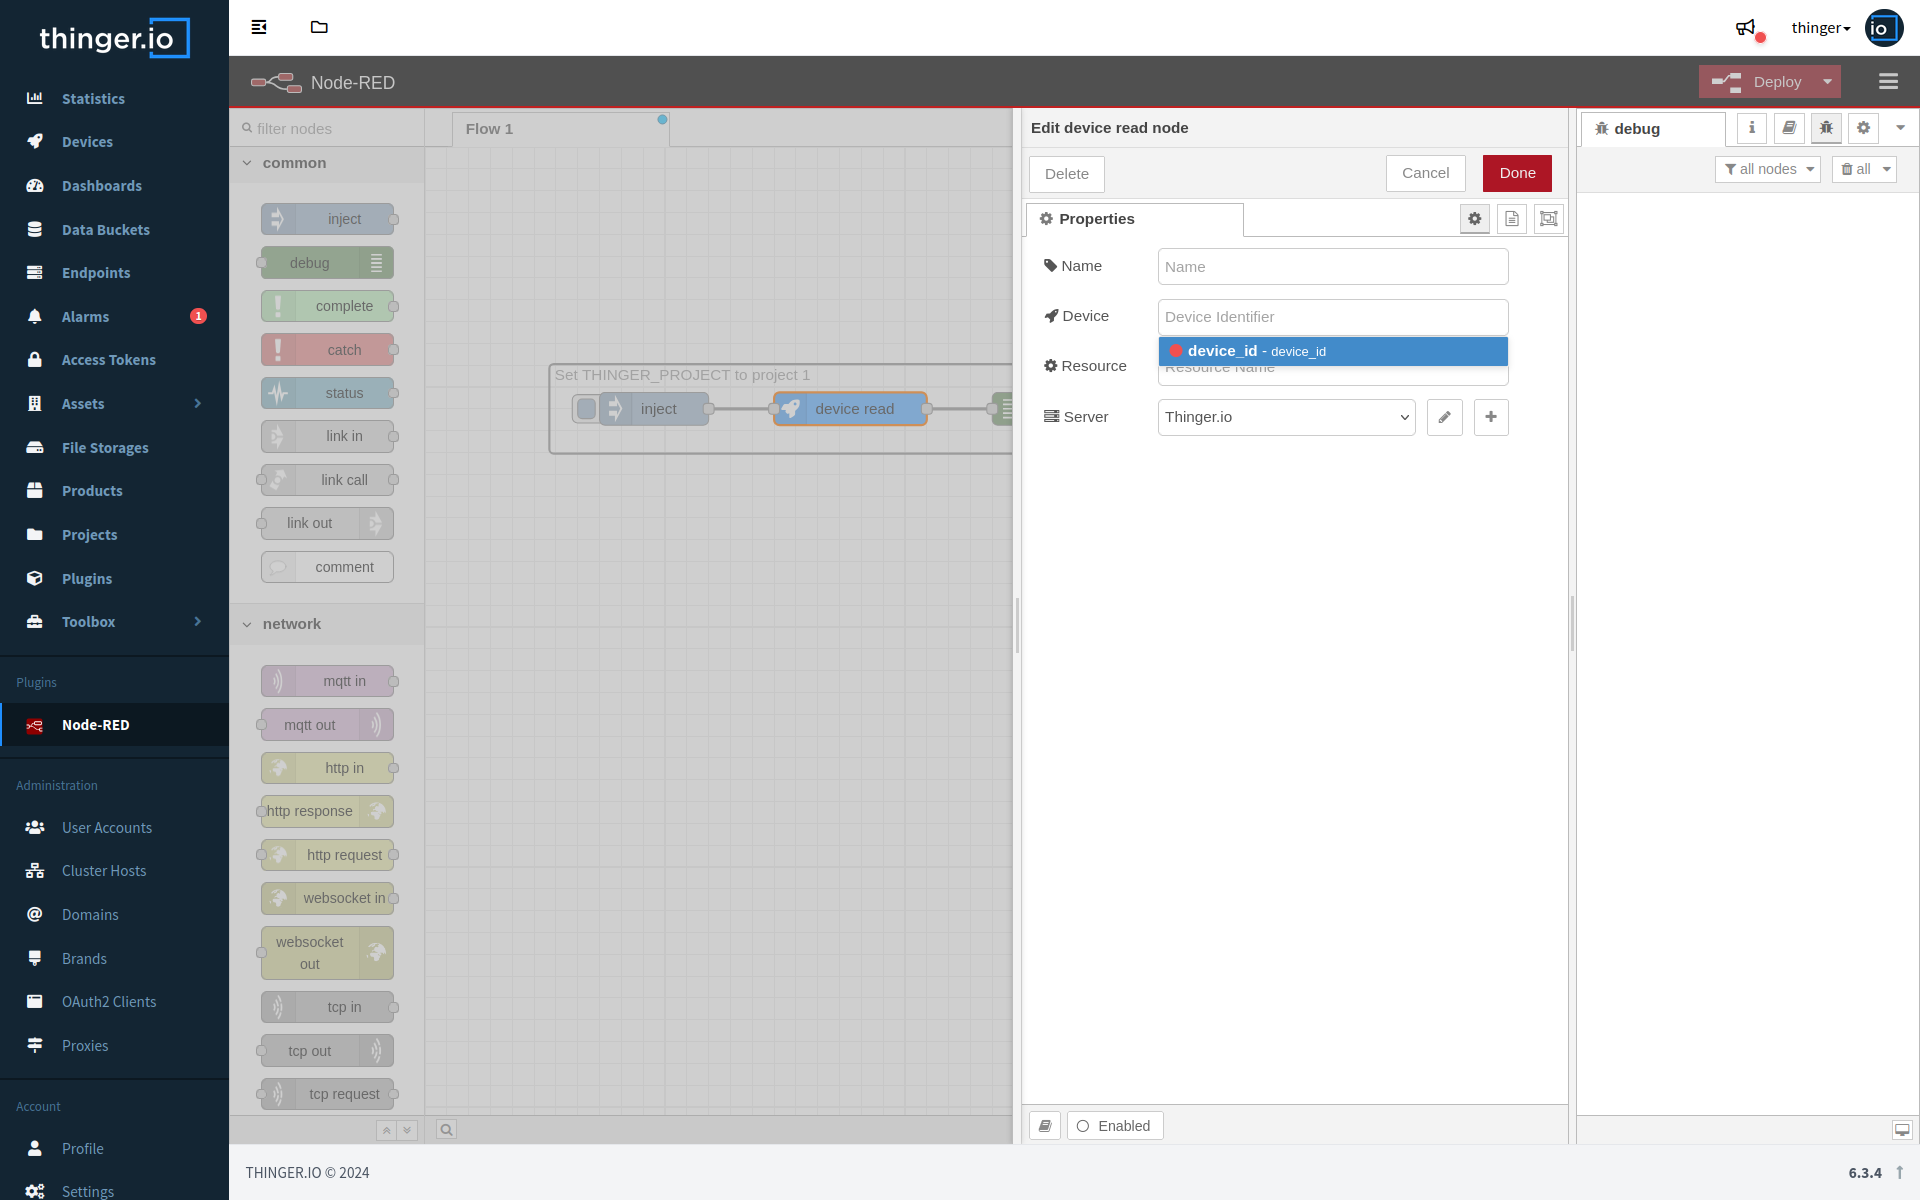 thinger.io
Statistics
Devices
Dashboards
Data Buckets
Endpoints
Alarms
1
Access Tokens
Assets
File Storages
Products
Projects
Plugins
Toolbox
Plugins
Node-RED
Administration
User Accounts
Cluster Hosts
Domains
Brands
OAuth2 Clients
Proxies
Account
Profile
Settings
thinger
io
Node-RED
Deploy
filter nodes
common
inject
debug
complete
catch
status
link in
link call
link out
comment
network
mqtt in
mqtt out
http in
http response
http request
websocket in
websocket
out
tcp in
tcp out
tcp request
Flow 1
Set THINGER_PROJECT to project 1
inject
device read
Edit device read node
Delete
Cancel
Done
Properties
Name
Name
Device
Device Identifier
device_id - device_id
Resource
Resource Name
Server
Thinger.io
Enabled
debug
all nodes
all
THINGER.IO © 2024
6.3.4